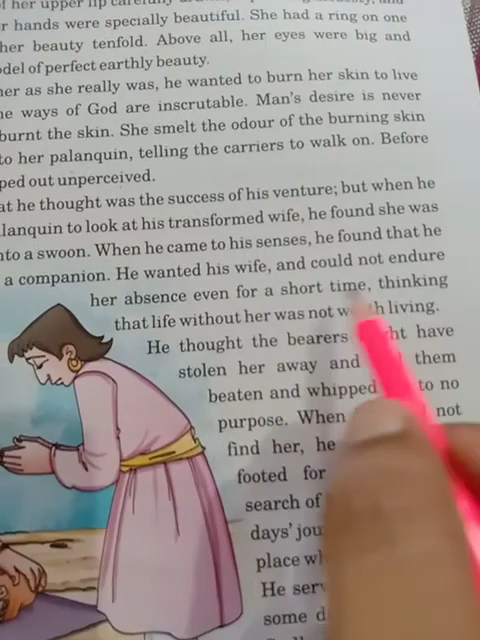 her upper lip
r hands were specially beautiful. She had a ring on one
her beauty tenfold. Above all, her eyes were big and
odel of perfect earthly beauty.
her as she really was, he wanted to burn her skin to live
he ways of God are inscrutable. Man's desire is never
burnt the skin. She smelt the odour of the burning skin
to her palanquin, telling the carriers to walk on. Before
ped out unperceived.
at he thought was the success of his venture; but when he
lanquin to look at his transformed wife, he found she was
nto a swoon. When he came to his senses, he found that he
a companion. He wanted his wife, and could not endure
her absence even for a short time, thinking
that life without her was not w h living.
He thought the bearers ht have
stolen her away and them
beaten and whipped to no
purpose. When not
find her, he
footed for
search of
days' jou
place wh
He serv
some d